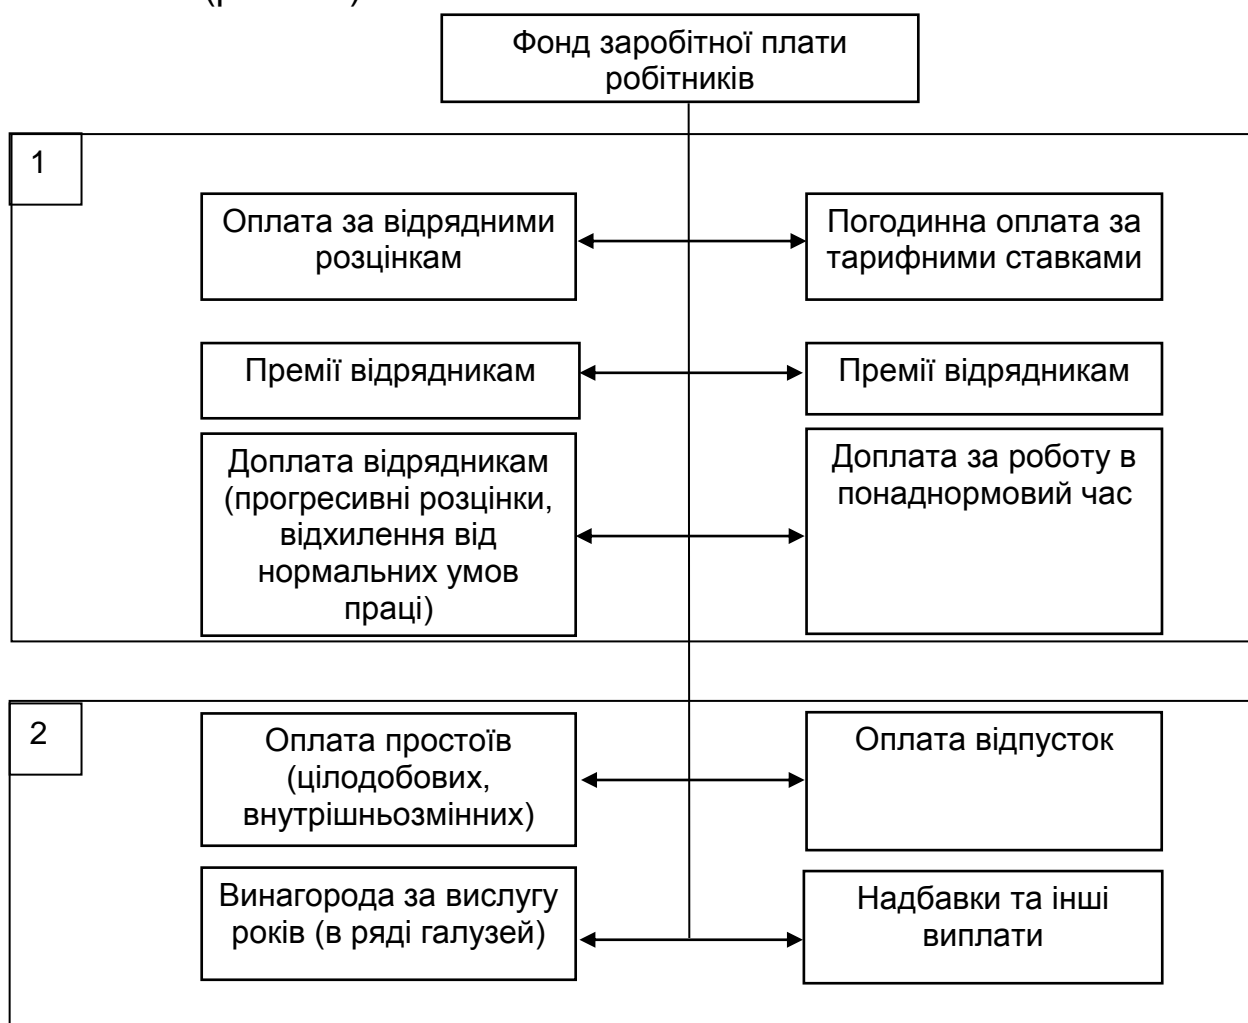 Фонд заробітної плати
робітників
1
Оплата за відрядними
розцінкам
Погодинна оплата за
тарифними ставками
Премії відрядникам
Премії відрядникам
Доплата відрядникам
(прогресивні розцінки,
відхилення від
нормальних умов
праці)
Доплата за роботу в
понаднормовий час
2
Оплата простоїв
(цілодобових,
внутрішньозмінних)
Оплата відпусток
Винагорода за вислугу
років (в ряді галузей)
Надбавки та інші
виплати